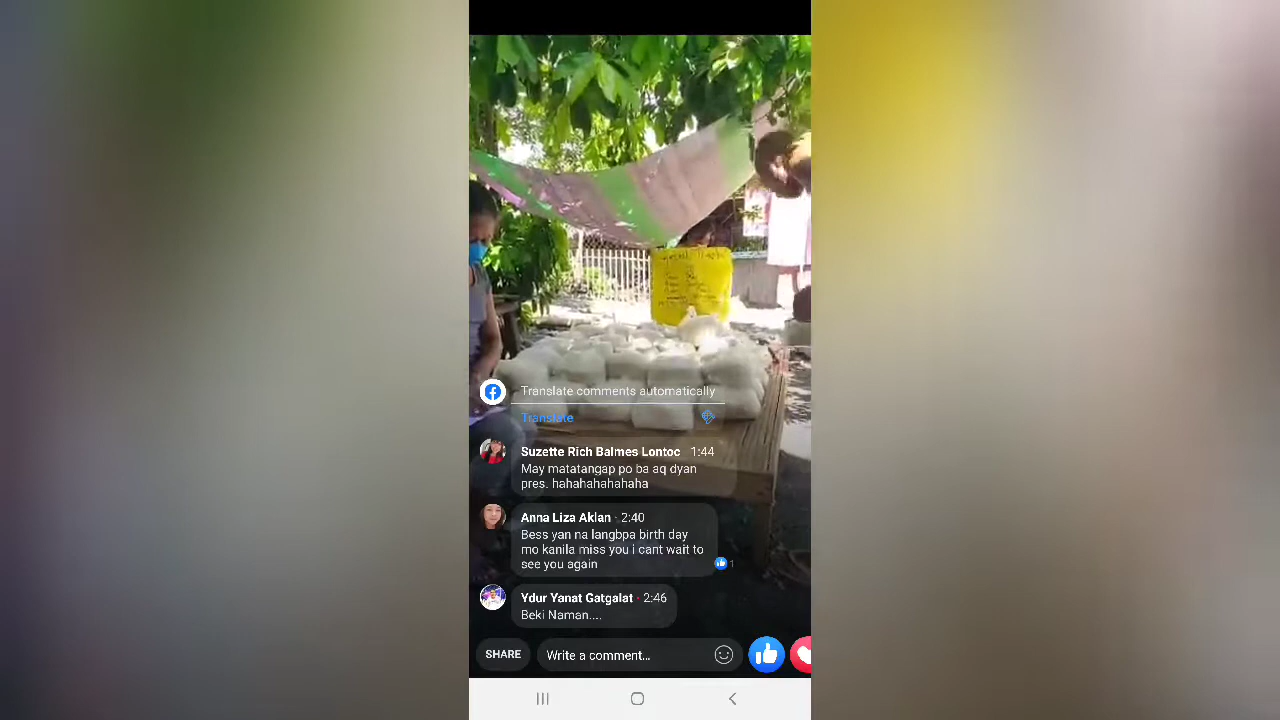 Translate comments automatically
Translate
Suzette Rich Balmes Lontoc 1:44
May matatangap po ba aq dyan
pres. hahahahahahaha
Anna Liza Aklan · 2:40
Bess yan na langbpa birth day
mo kanila miss you i cant wait to
see you again
1
Ydur Yanat Gatgalat · 2:46
Beki Naman....
SHARE
Write a comment...